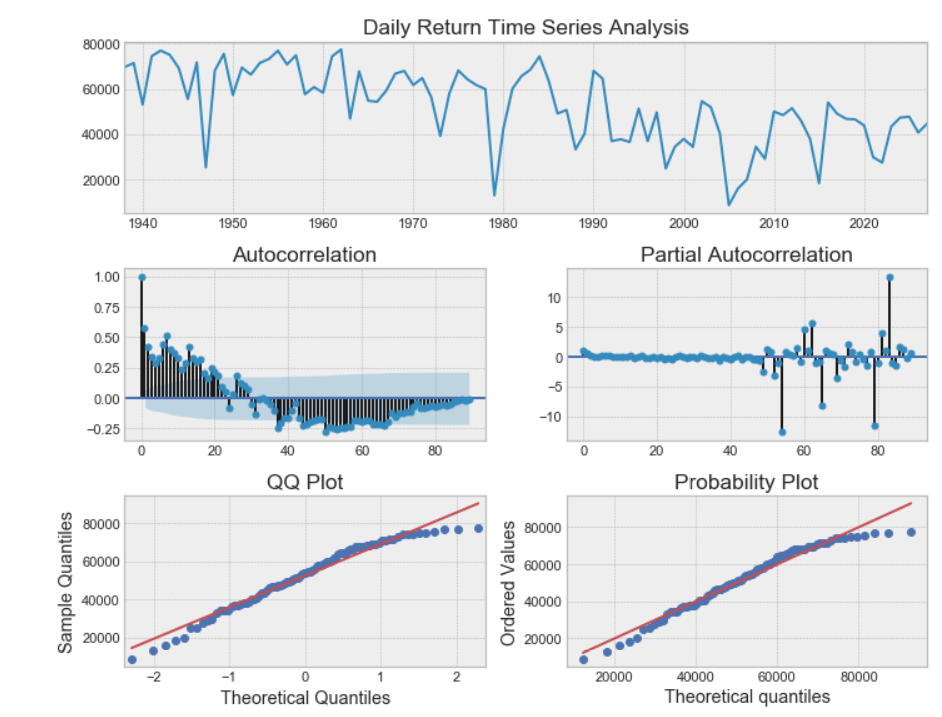 Daily Return Time Series Analysis
80000
60000
40000
20000
1940 1950 1960 1970 1980 1990 2000 2010 2020
Autocorrelation
1.00
0.75
0.50
0.25
0.00
−0.25
0 20 40 60 80
Partial Autocorrelation
10
5
0
−5
−10
0 20 40 60 80
QQ Plot
Sample Quantiles
80000
60000
40000
20000
−2 −1 0 1 2
Theoretical Quantiles
Probability Plot
Ordered Values
80000
60000
40000
20000
20000 40000 60000 80000
Theoretical quantiles